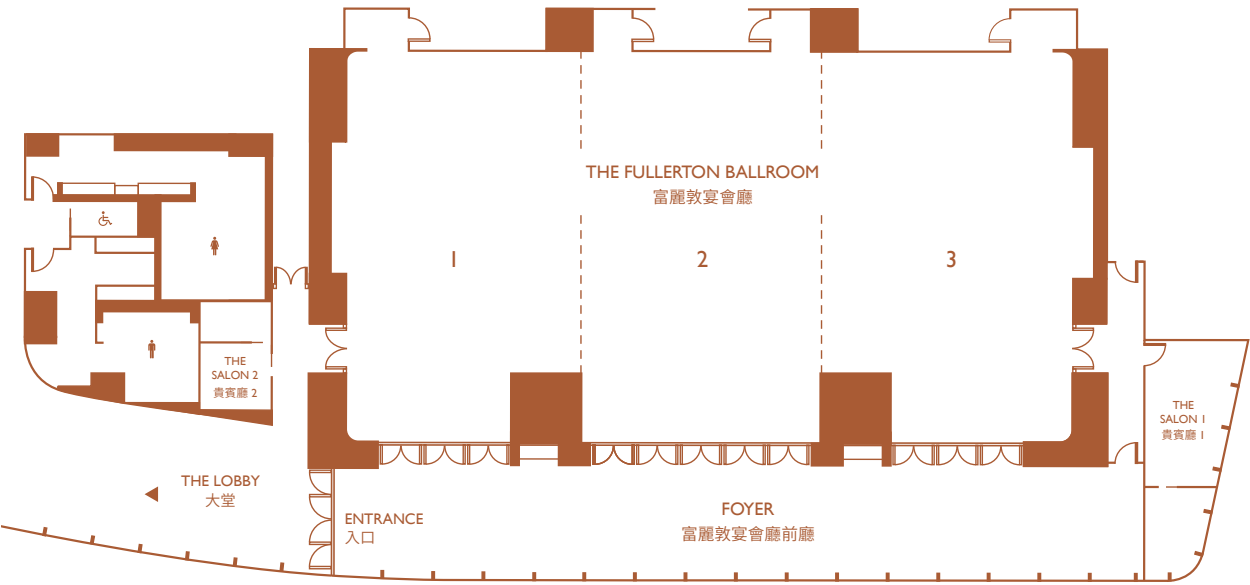 THE FULLERTON BALLROOM
富麗敦宴會廳
1
2
3
THE
SALON 2
貴賓廳 2
THE
SALON 1
貴賓廳 1
THE LOBBY
大堂
ENTRANCE
入口
FOYER
富麗敦宴會廳前廳